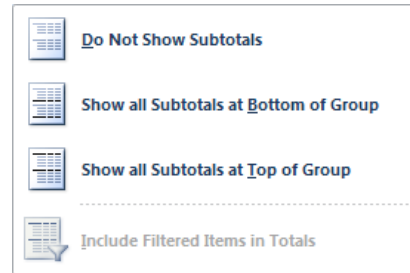 Do Not Show Subtotals
Show all Subtotals at Bottom of Group
Show all Subtotals at Top of Group
Include Filtered Items in Totals